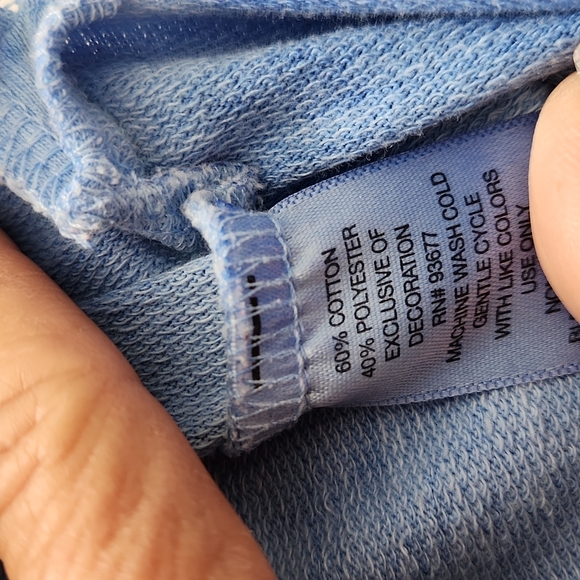 60% COTTON
40% POLYESTER
EXCLUSIVE OF
DECORATION
RN# 93677
MACHINE WASH COLD
GENTLE CYCLE
WITH LIKE COLORS
USE ONLY